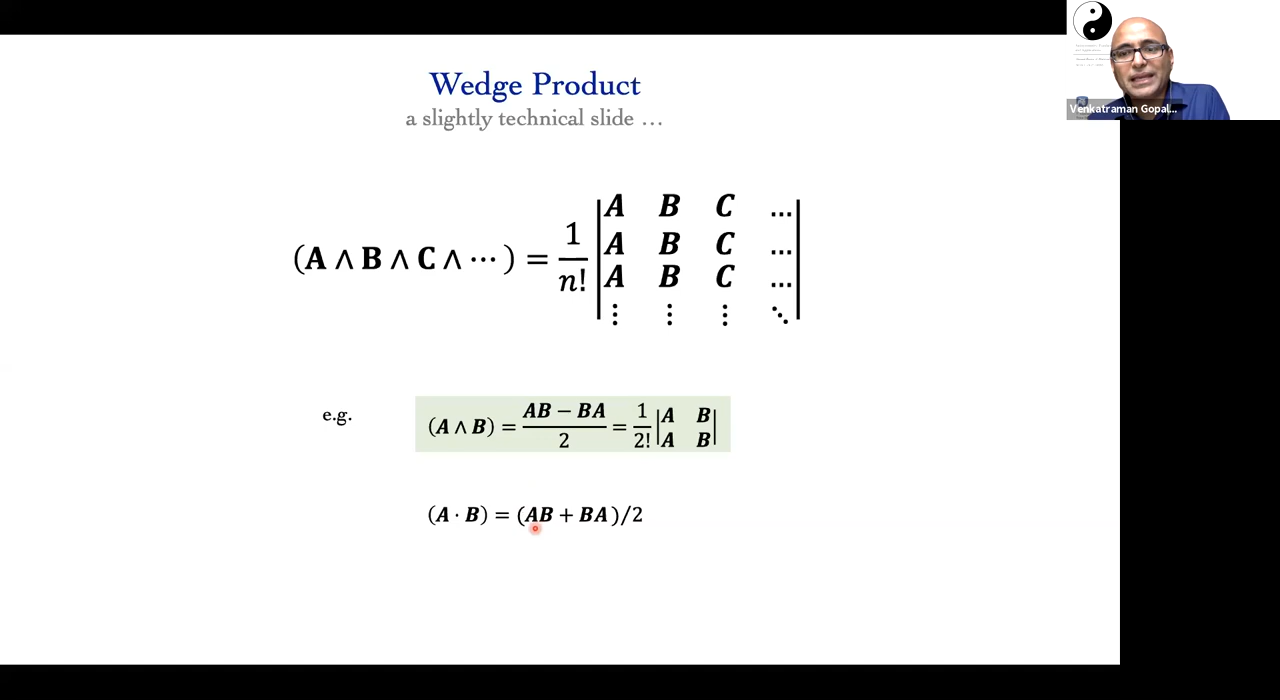 Wedge Product
a slightly technical slide …
(A ∧ B ∧ C ∧ ⋯ ) = 1/n! |A B C ...|
|A B C ...|
|A B C ...|
|⋮ ⋮ ⋮ ⋱|
e.g.
(A ∧ B) = AB − BA / 2 = 1/2! |A B|
|A B|
(A · B) = (AB + BA)/2
Venkatraman Gopal...